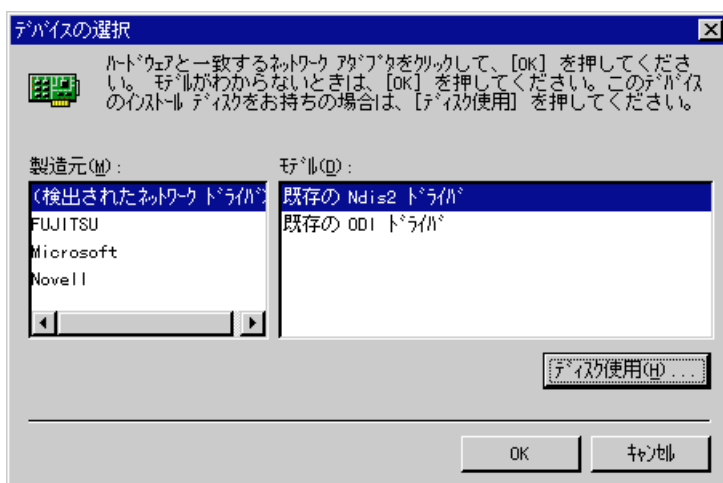 ﾃﾞﾊﾞｲｽの選択
ﾊｰﾄﾞｳｪｱと一致するﾈｯﾄﾜｰｸ ｱﾀﾞﾌﾟﾀをｸﾘｯｸして、[OK] を押してくださ
い。 ﾓﾃﾞﾙがわからないときは、[OK] を押してください。このﾃﾞﾊﾞｲｽ
のｲﾝｽﾄｰﾙ ﾃﾞｨｽｸをお持ちの場合は、[ﾃﾞｨｽｸ使用] を押してください。
製造元(M):
ﾓﾃﾞﾙ(D):
(検出されたﾈｯﾄﾜｰｸ ﾄﾞﾗｲﾊﾞ)
FUJITSU
Microsoft
Novell
既存の Ndis2 ﾄﾞﾗｲﾊﾞ
既存の ODI ﾄﾞﾗｲﾊﾞ
ﾃﾞｨｽｸ使用(H)...
OK
ｷｬﾝｾﾙ